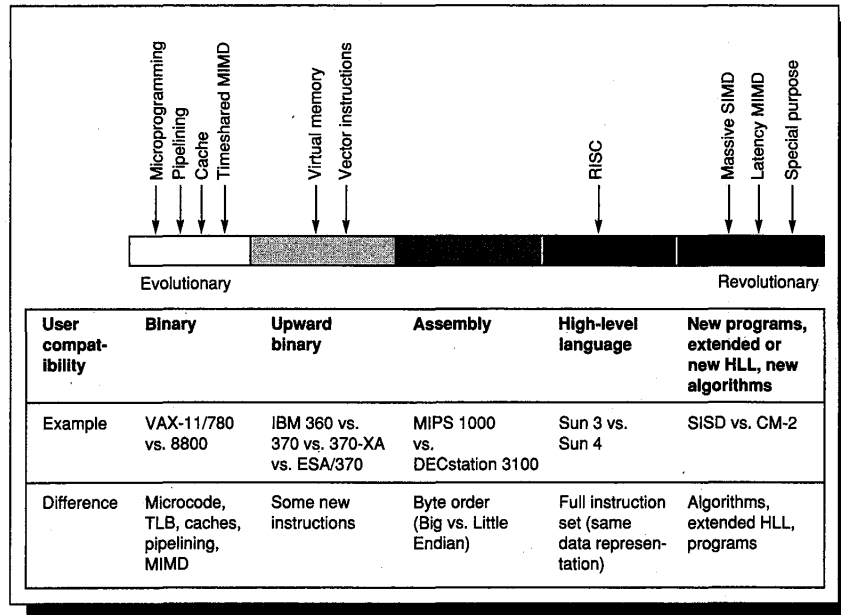 Microprogramming
Pipelining
Cache
Timeshared MIMD
Virtual memory
Vector instructions
RISC
Massive SIMD
Latency MIMD
Special purpose
Evolutionary
Revolutionary
User
compat-
ibility
Binary
Upward
binary
Assembly
High-level
language
New programs,
extended or
new HLL, new
algorithms
Example
VAX-11/780
vs. 8800
IBM 360 vs.
370 vs. 370-XA
vs. ESA/370
MIPS 1000
vs.
DECstation 3100
Sun 3 vs.
Sun 4
SISD vs. CM-2
Difference
Microcode,
TLB, caches,
pipelining,
MIMD
Some new
instructions
Byte order
(Big vs. Little
Endian)
Full instruction
set (same
data represen-
tation)
Algorithms,
extended HLL,
programs